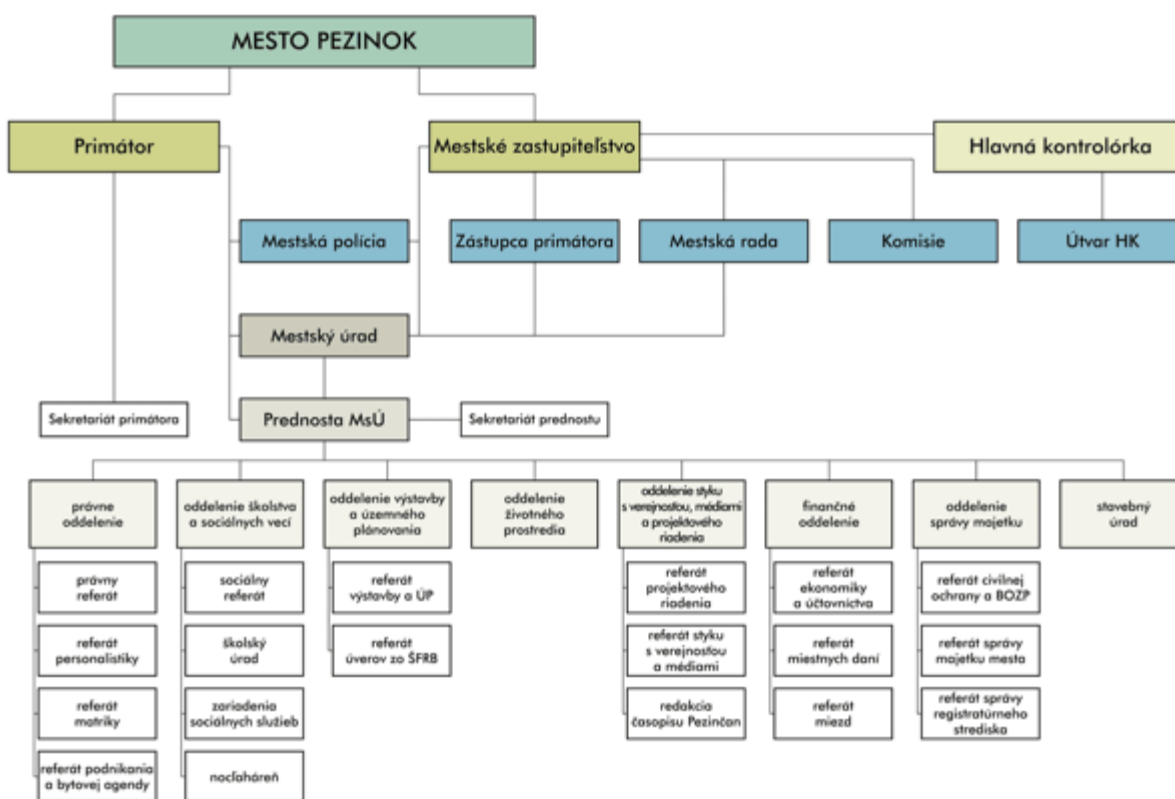 MESTO PEZINOK
Primátor
Mestské zastupiteľstvo
Hlavná kontrolórka
Mestská polícia
Zástupca primátora
Mestská rada
Komisie
Útvar HK
Mestský úrad
Sekretariát primátora
Prednosta MsÚ
Sekretariát prednostu
právne
oddelenie
oddelenie školstva
a sociálnych vecí
oddelenie výstavby
a územného
plánovania
oddelenie
životného
prostredia
oddelenie styku
s verejnosťou, médiami
a projektového
riadenia
finančné
oddelenie
oddelenie
správy majetku
stavebný
úrad
právny
referát
sociálny
referát
referát
výstavby a ÚP
referát
projektového
riadenia
referát
ekonomiky
a účtovníctva
referát civilnej
ochrany a BOZP
referát
personalistiky
školský
úrad
referát
úverov zo ŠFRB
referát styku
s verejnosťou
a médiami
referát
miestnych daní
referát správy
majetku mesta
referát
matriky
zariadenia
sociálnych služieb
redakcia
časopisu Pezinčan
referát
miezd
referát správy
registratúrneho
strediska
referát podnikania
a bytovej agendy
nocľaháreň